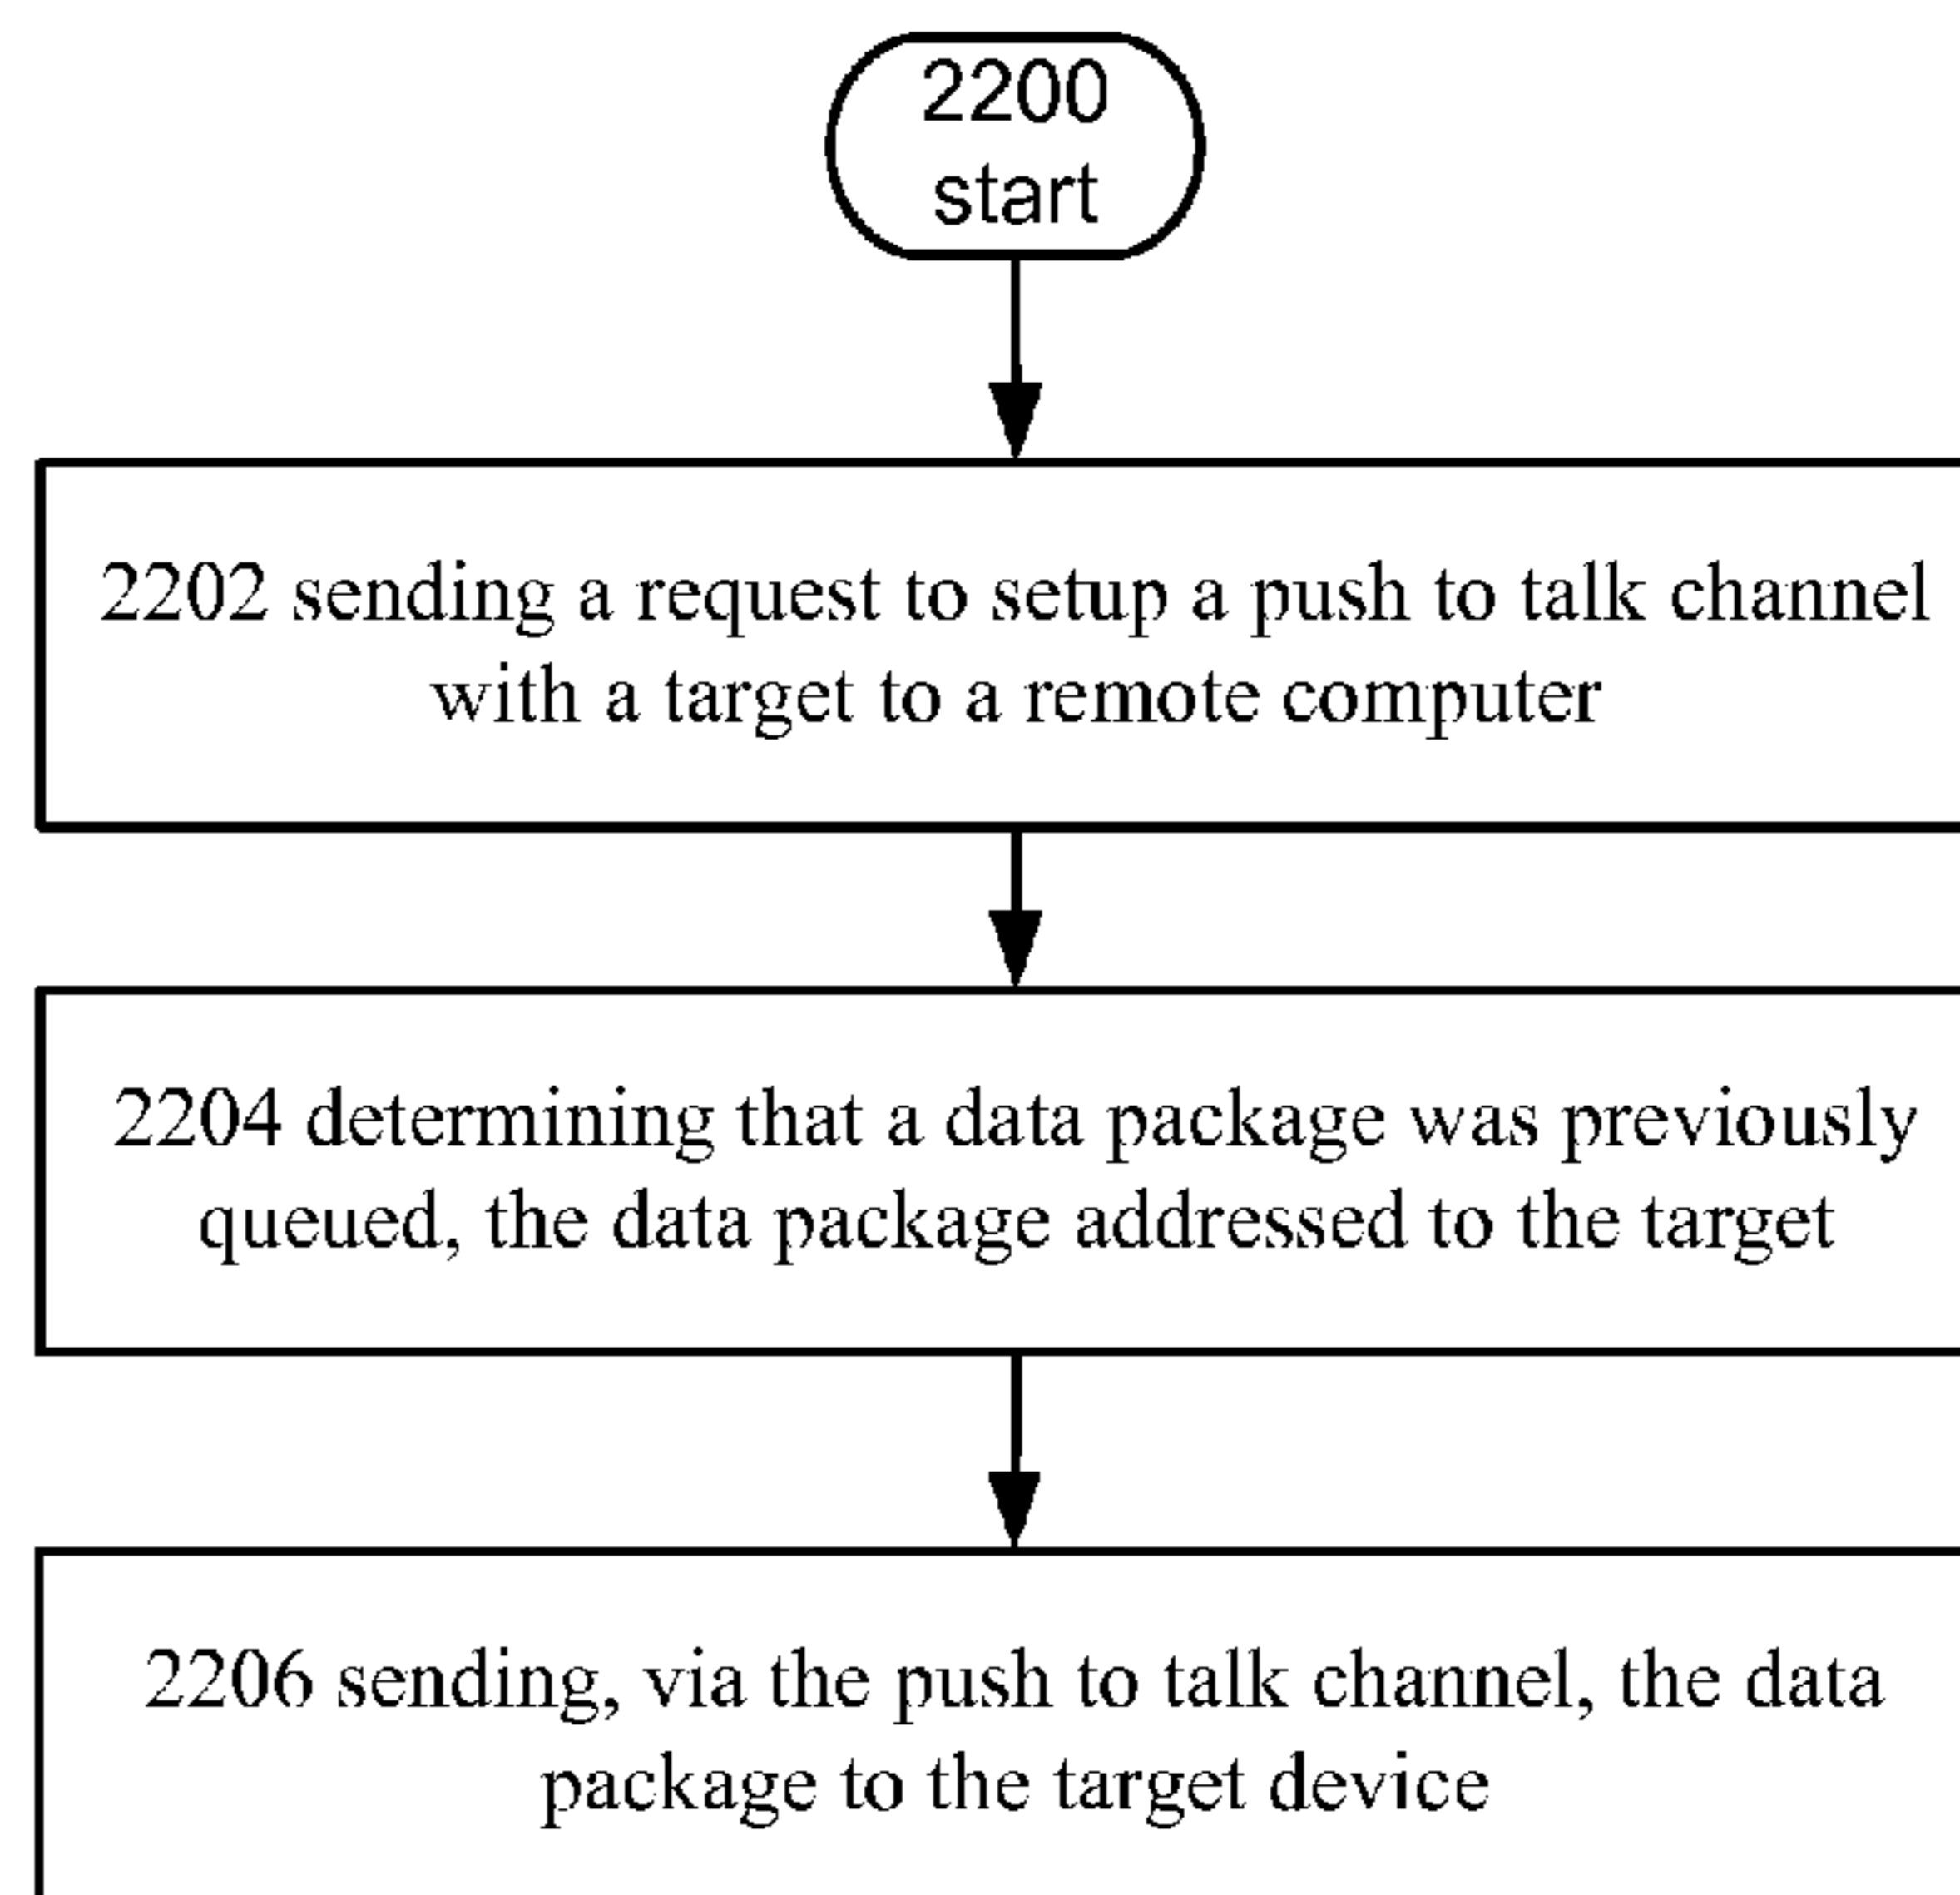 2200
start
2202 sending a request to setup a push to talk channel
with a target to a remote computer
2204 determining that a data package was previously
queued, the data package addressed to the target
2206 sending, via the push to talk channel, the data
package to the target device